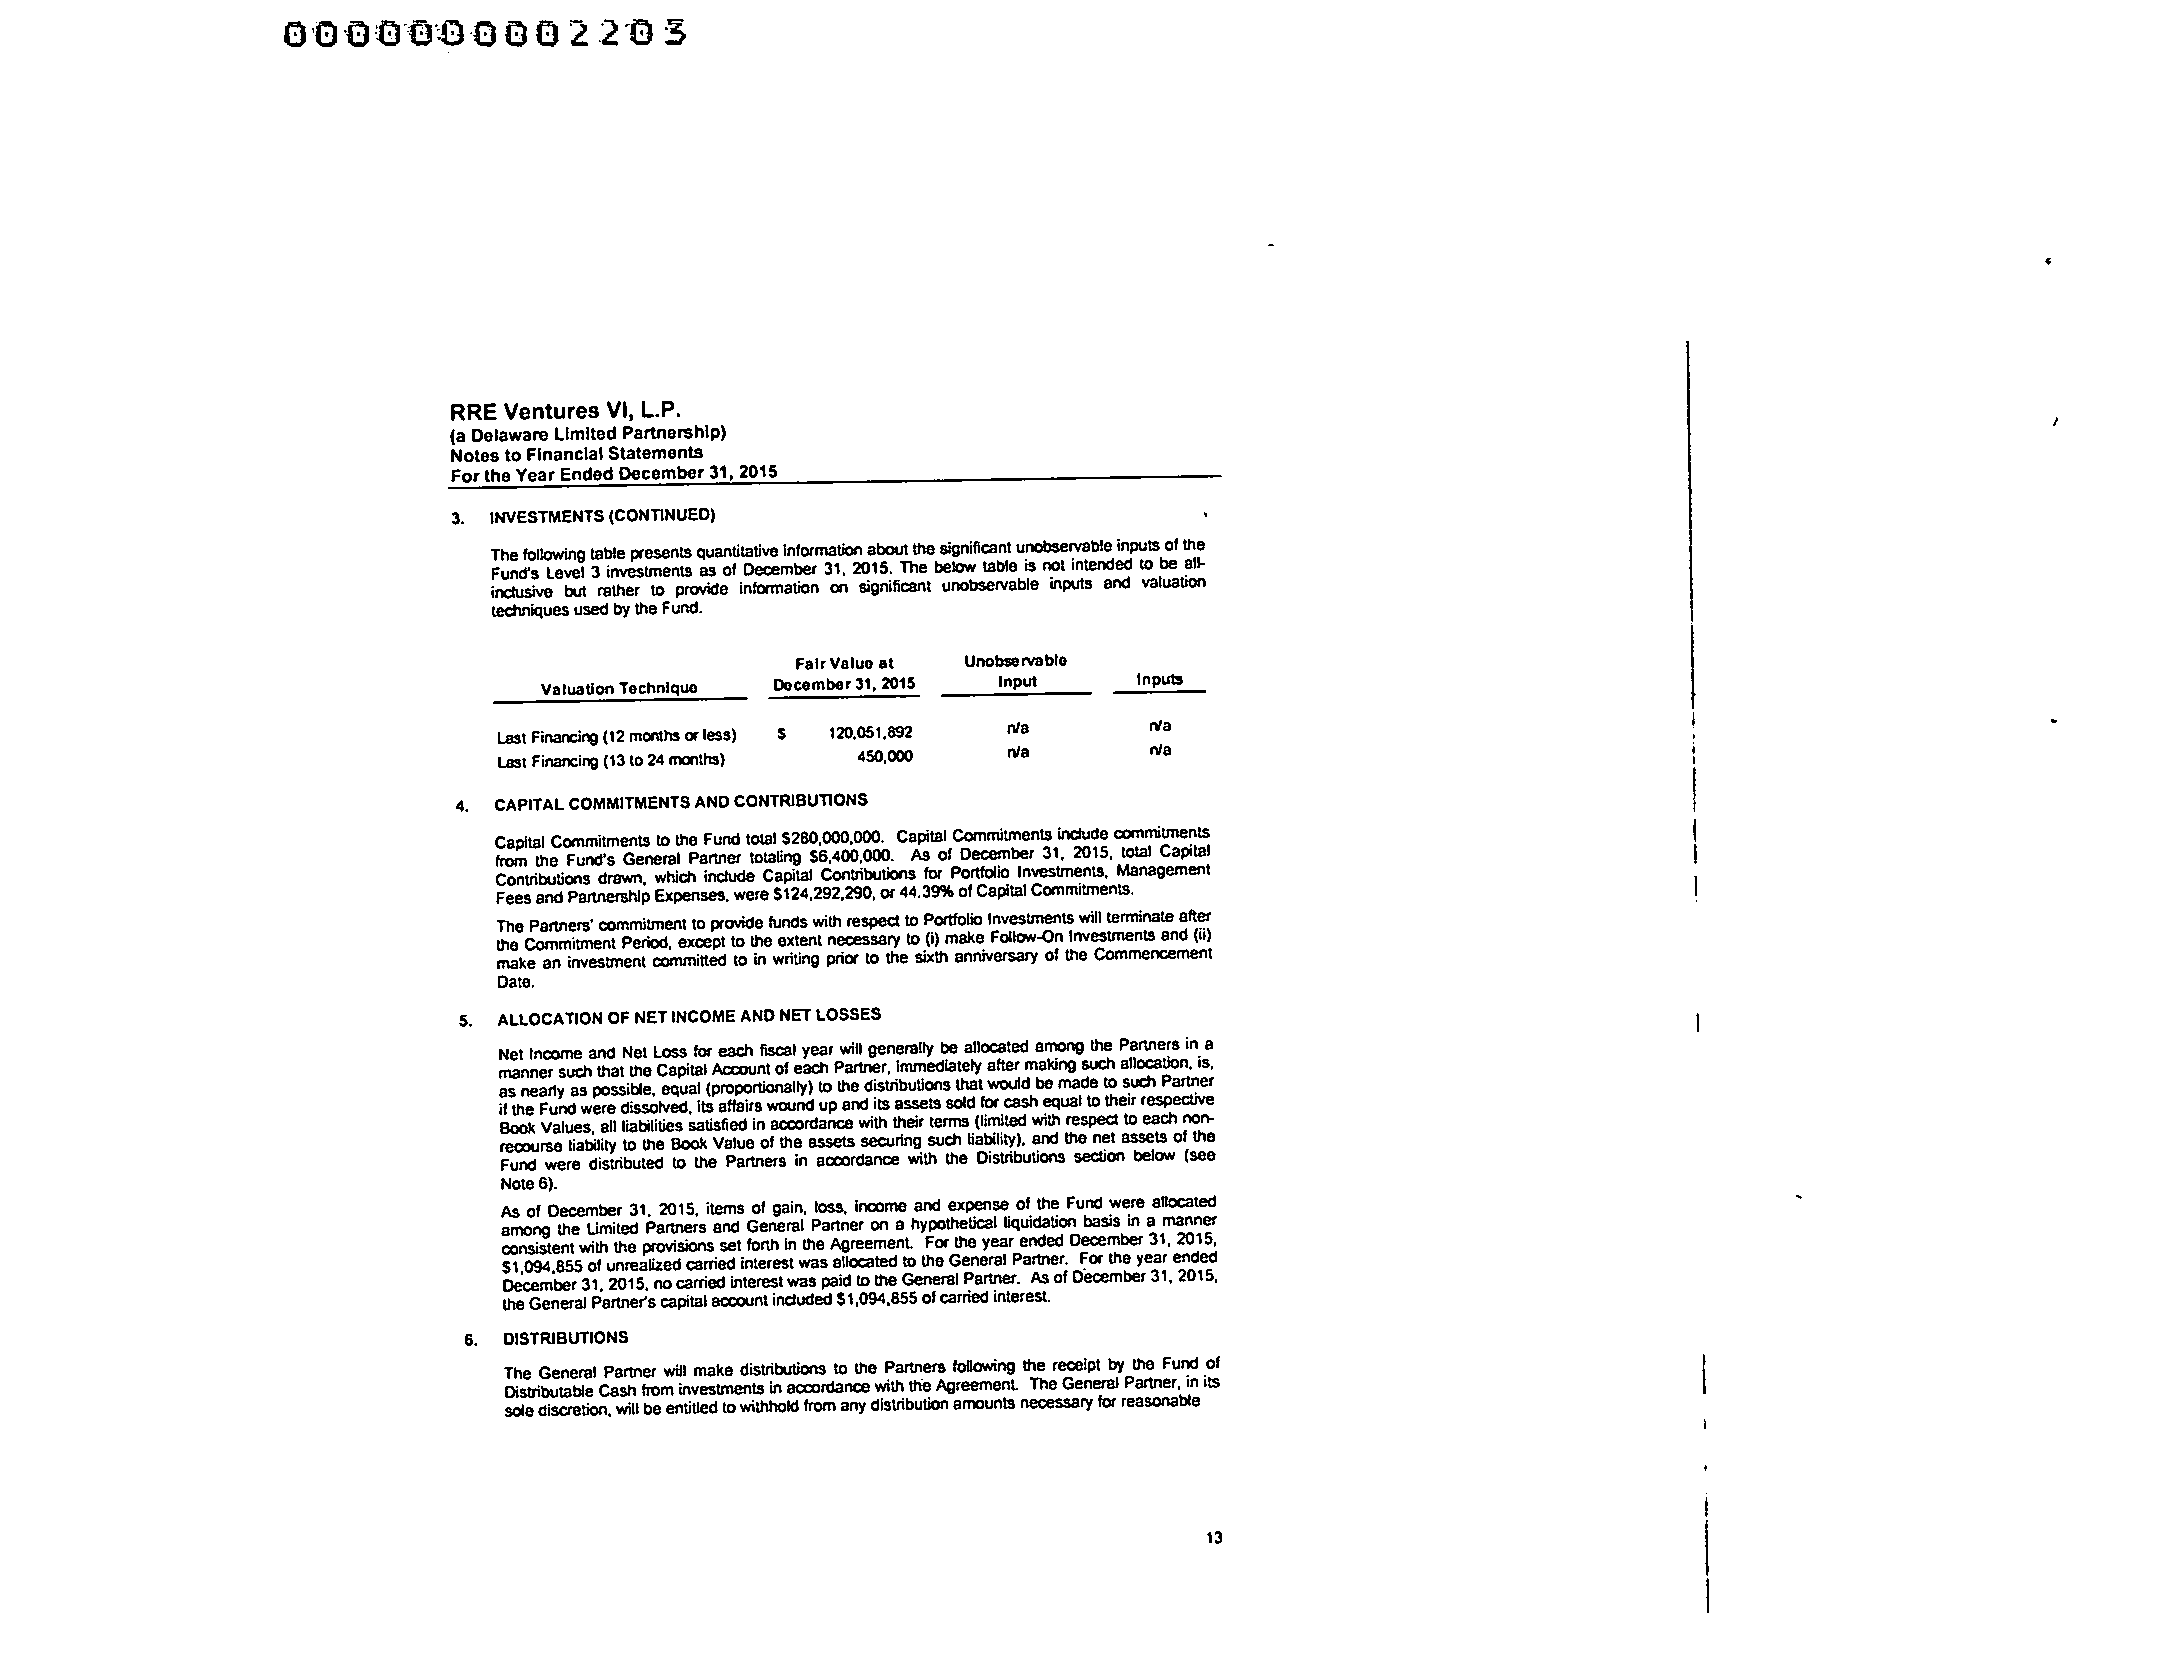 000000002203
RRE Ventures VI, L.P.
(a Delaware Limited Partnership)
Notes to Financial Statements
For the Year Ended December 31, 2015
3. INVESTMENTS (CONTINUED)
The following table presents quantitative information about the significant unobservable inputs of the
Fund's Level 3 investments as of December 31, 2015. The below table is not intended to be all-
inclusive but rather to provide information on significant unobservable inputs and valuation
techniques used by the Fund.
Fair Value at Unobservable
Valuation Technique December 31, 2015 Input Inputs
Last Financing (12 months or less) $ 120,051,892 n/a n/a
Last Financing (13 to 24 months) 450,000 n/a n/a
4. CAPITAL COMMITMENTS AND CONTRIBUTIONS
Capital Commitments to the Fund total $280,000,000. Capital Commitments include commitments
from the Fund's General Partner totaling $6,400,000. As of December 31, 2015, total Capital
Contributions drawn, which include Capital Contributions for Portfolio Investments, Management
Fees and Partnership Expenses, were $124,292,290, or 44.39% of Capital Commitments.
The Partners' commitment to provide funds with respect to Portfolio Investments will terminate after
the Commitment Period, except to the extent necessary to (i) make Follow-On Investments and (ii)
make an investment committed to in writing prior to the sixth anniversary of the Commencement
Date.
5. ALLOCATION OF NET INCOME AND NET LOSSES
Net Income and Net Loss for each fiscal year will generally be allocated among the Partners in a
manner such that the Capital Account of each Partner, immediately after making such allocation, is,
as nearly as possible, equal (proportionally) to the distributions that would be made to such Partner
if the Fund were dissolved, its affairs wound up and its assets sold for cash equal to their respective
Book Values, all liabilities satisfied in accordance with their terms (limited with respect to each non-
recourse liability to the Book Value of the assets securing such liability), and the net assets of the
Fund were distributed to the Partners in accordance with the Distributions section below (see
Note 6).
As of December 31, 2015, items of gain, loss, income and expense of the Fund were allocated
among the Limited Partners and General Partner on a hypothetical liquidation basis in a manner
consistent with the provisions set forth in the Agreement. For the year ended December 31, 2015,
$1,094,855 of unrealized carried interest was allocated to the General Partner. For the year ended
December 31, 2015, no carried interest was paid to the General Partner. As of December 31, 2015,
the General Partner's capital account included $1,094,855 of carried interest.
6. DISTRIBUTIONS
The General Partner will make distributions to the Partners following the receipt by the Fund of
Distributable Cash from investments in accordance with the Agreement. The General Partner, in its
sole discretion, will be entitled to withhold from any distribution amounts necessary for reasonable
13